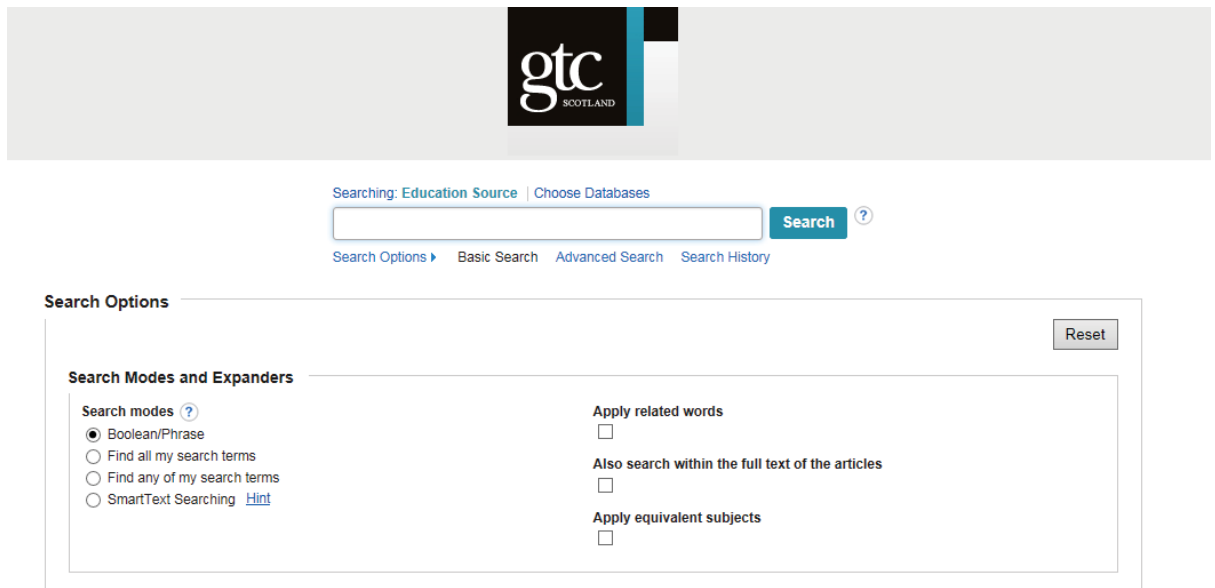 gtc
SCOTLAND
Searching: Education Source | Choose Databases
Search ?
Search Options Basic Search Advanced Search Search History
Search Options
Reset
Search Modes and Expanders
Search modes ?
Boolean/Phrase
Find all my search terms
Find any of my search terms
SmartText Searching Hint
Apply related words
Also search within the full text of the articles
Apply equivalent subjects